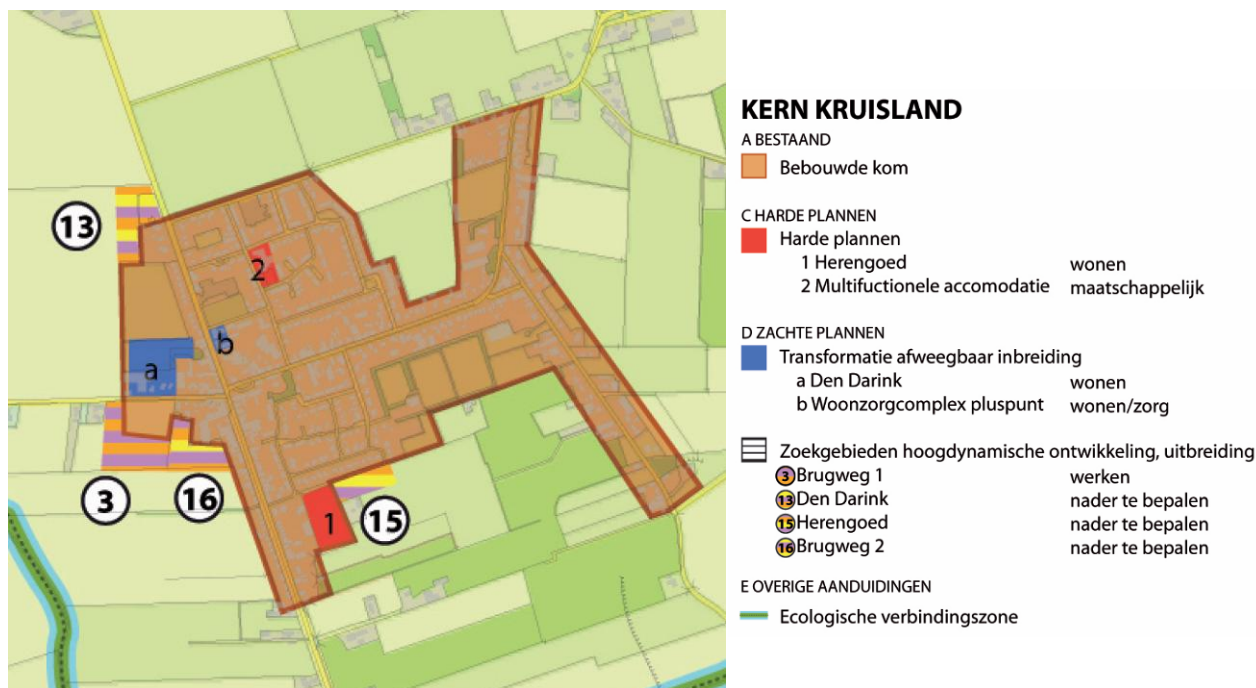 13
2
b
a
3
16
1
15
KERN KRUISLAND
A BESTAAND
Bebouwde kom
C HARDE PLANNEN
Harde plannen
1 Herengoed wonen
2 Multifuctionele accomodatie maatschappelijk
D ZACHTE PLANNEN
Transformatie afweegbaar inbreiding
a Den Darink wonen
b Woonzorgcomplex pluspunt wonen/zorg
Zoekgebieden hoogdynamische ontwikkeling, uitbreiding
3 Brugweg 1 werken
13 Den Darink nader te bepalen
15 Herengoed nader te bepalen
16 Brugweg 2 nader te bepalen
E OVERIGE AANDUIDINGEN
Ecologische verbindingszone